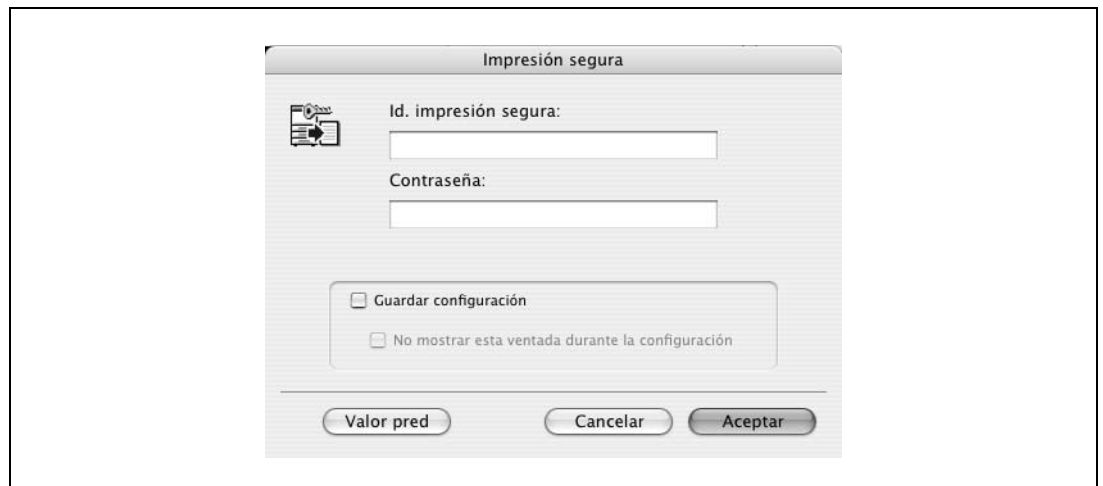 Impresión segura
Id. impresión segura:
Contraseña:
Guardar configuración
No mostrar esta ventada durante la configuración
Valor pred
Cancelar
Aceptar